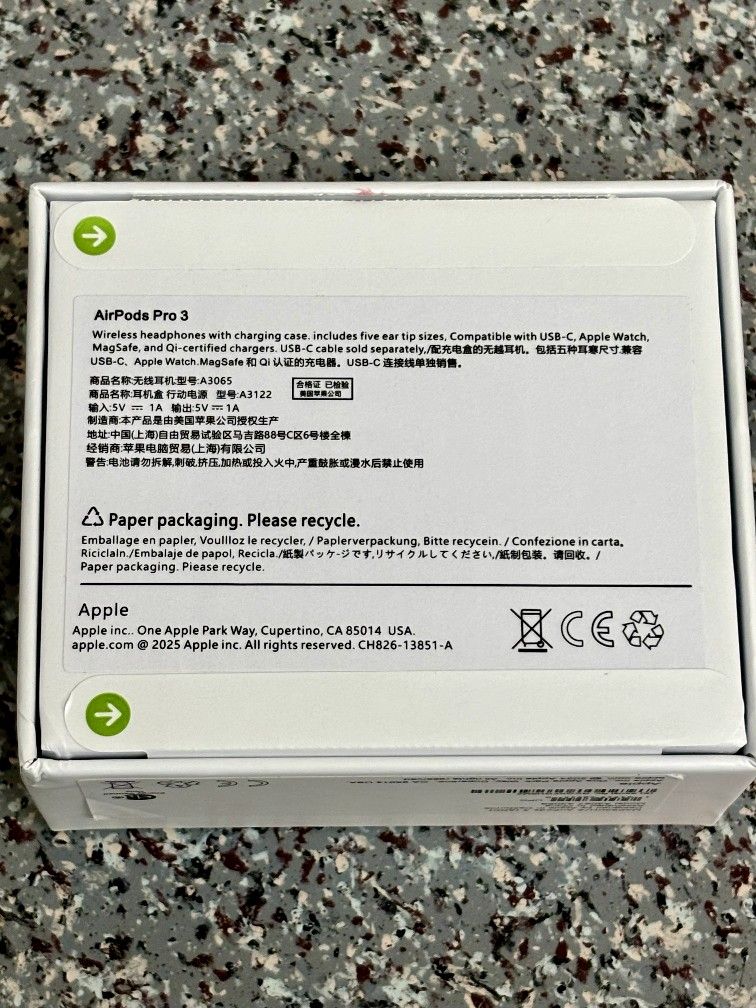 AirPods Pro 3
Wireless headphones with charging case. includes five ear tip sizes, Compatible with USB-C, Apple Watch,
MagSafe, and Qi-certified chargers. USB-C cable sold separately,/配充电盒的无越耳机。包括五种耳塞尺寸.兼容
USB-C、Apple Watch.MagSafe 和 Qi 认证的充电器。USB-C 连接线单独销售。
商品名称:无线耳机:型号:A3065
商品名称:耳机盒 行动电源 型号:A3122
合格证 已检验
美国苹果公司
输入:5V ⎓ 1A 输出:5V ⎓ 1A
制造商:本产品是由美国苹果公司授权生产
地址:中国(上海)自由贸易试验区马吉路88号C区6号楼全棟
经销商:苹果电脑贸易(上海)有限公司
警告:电池请勿拆解,刺破,挤压,加热或投入火中,产重鼓胀或漫水后禁止使用
Paper packaging. Please recycle.
Emballage en papier, Voullloz le recycler, / Papierverpackung, Bitte recycein. / Confezione in carta。
Riciclaln./Embalaje de papol, Recicla./紙製パッケ-ジです,リサイクルしてください,/紙制包装。请回收。/
Paper packaging. Please recycle.
Apple
Apple inc.. One Apple Park Way, Cupertino, CA 85014 USA.
apple.com @ 2025 Apple inc. All rights reserved. CH826-13851-A
CE